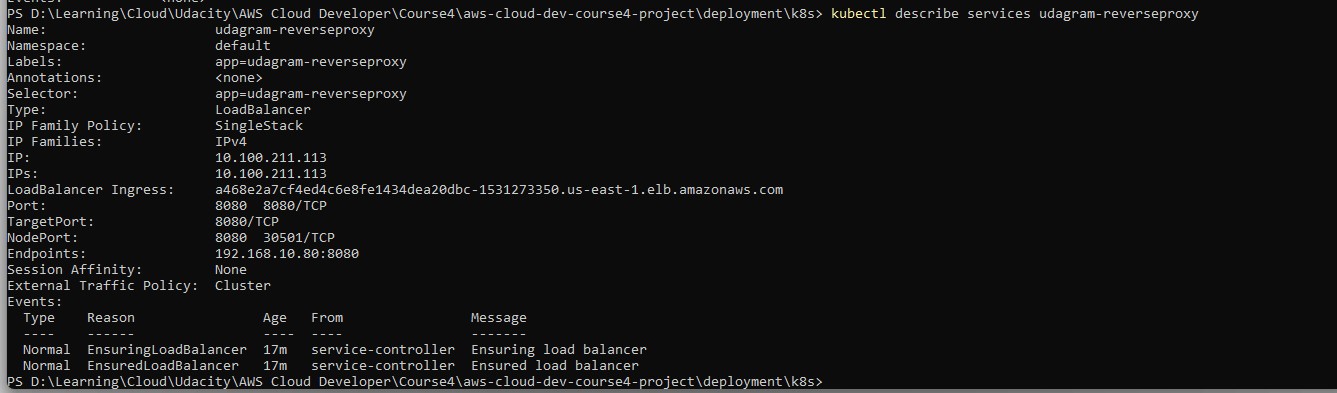 Events: <none>
PS D:\Learning\Cloud\Udacity\AWS Cloud Developer\Course4\aws-cloud-dev-course4-project\deployment\k8s> kubectl describe services udagram-reverseproxy
Name: udagram-reverseproxy
Namespace: default
Labels: app=udagram-reverseproxy
Annotations: <none>
Selector: app=udagram-reverseproxy
Type: LoadBalancer
IP Family Policy: SingleStack
IP Families: IPv4
IP: 10.100.211.113
IPs: 10.100.211.113
LoadBalancer Ingress: a468e2a7cf4ed4c6e8fe1434dea20dbc-1531273350.us-east-1.elb.amazonaws.com
Port: 8080 8080/TCP
TargetPort: 8080/TCP
NodePort: 8080 30501/TCP
Endpoints: 192.168.10.80:8080
Session Affinity: None
External Traffic Policy: Cluster
Events:
Type Reason Age From Message
---- ------ ---- ---- -------
Normal EnsuringLoadBalancer 17m service-controller Ensuring load balancer
Normal EnsuredLoadBalancer 17m service-controller Ensured load balancer
PS D:\Learning\Cloud\Udacity\AWS Cloud Developer\Course4\aws-cloud-dev-course4-project\deployment\k8s>